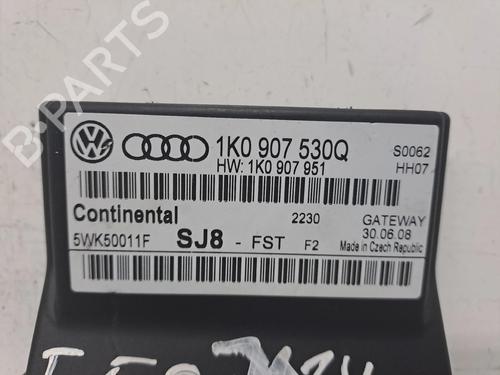 B-Parts
1K0 907 530Q
S0062
HW: 1K0 907 951
HH07
Continental
2230
GATEWAY
5WK50011F
SJ8 - FST F2
30.06.08
Made in Czech Republic